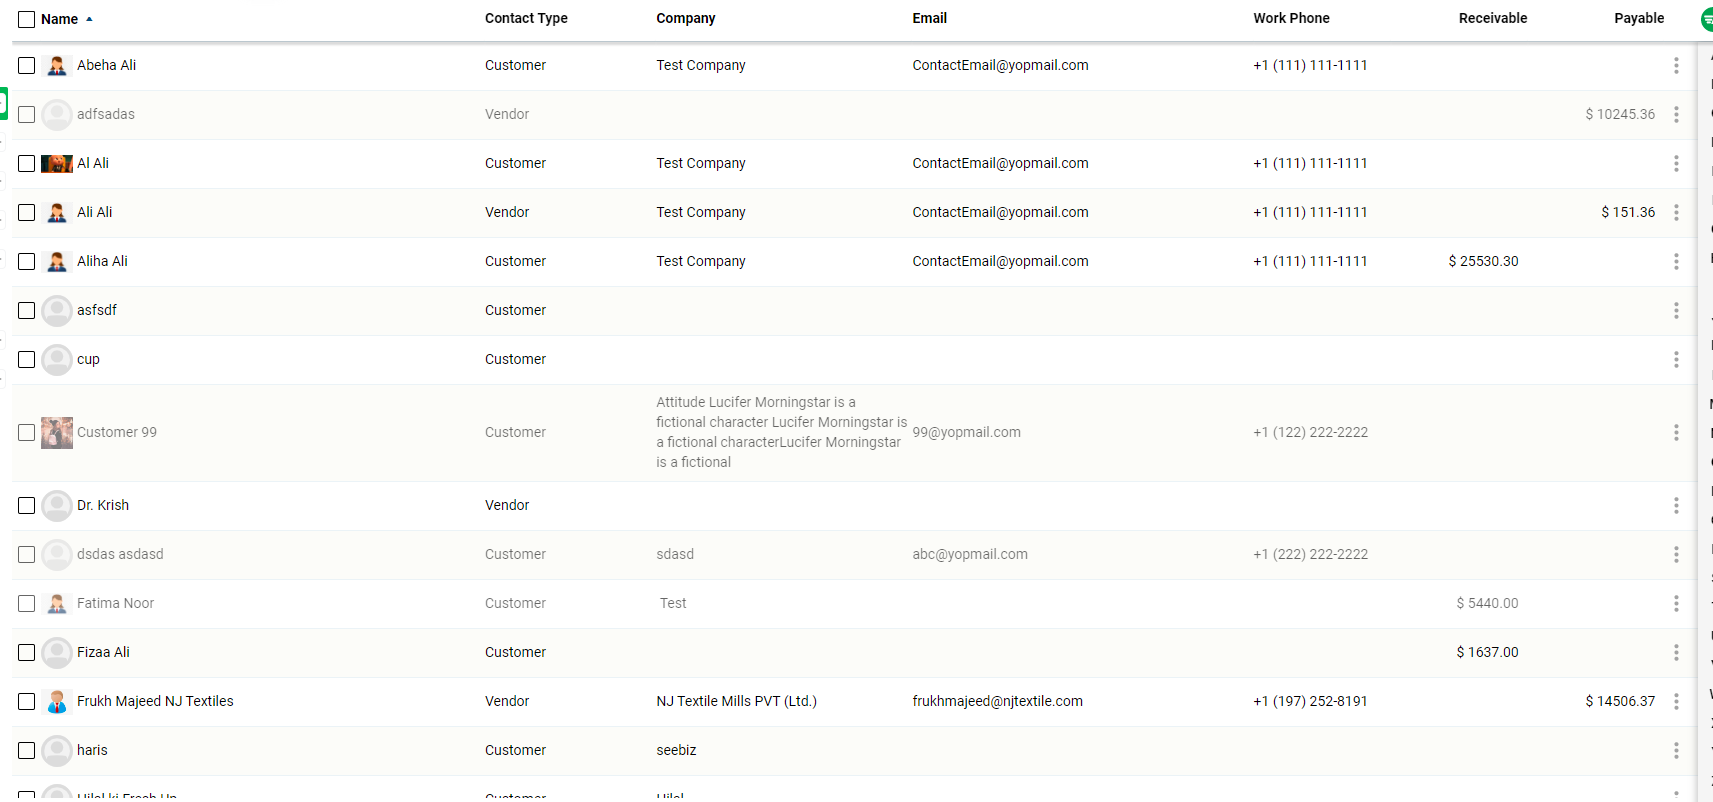 Name Contact Type Company Email Work Phone Receivable Payable
Abeha Ali Customer Test Company ContactEmail@yopmail.com +1 (111) 111-1111
adfsadas Vendor $ 10245.36
Al Ali Customer Test Company ContactEmail@yopmail.com +1 (111) 111-1111
Ali Ali Vendor Test Company ContactEmail@yopmail.com +1 (111) 111-1111 $ 151.36
Aliha Ali Customer Test Company ContactEmail@yopmail.com +1 (111) 111-1111 $ 25530.30
asfsdf Customer
cup Customer
Attitude Lucifer Morningstar is a
fictional character Lucifer Morningstar is
Customer 99 Customer 99@yopmail.com +1 (122) 222-2222
a fictional characterLucifer Morningstar
is a fictional
Dr. Krish Vendor
dsdas asdasd Customer sdasd abc@yopmail.com +1 (222) 222-2222
Fatima Noor Customer Test $ 5440.00
Fizaa Ali Customer $ 1637.00
Frukh Majeed NJ Textiles Vendor NJ Textile Mills PVT (Ltd.) frukhmajeed@njtextile.com +1 (197) 252-8191 $ 14506.37
haris Customer seebiz
Customer